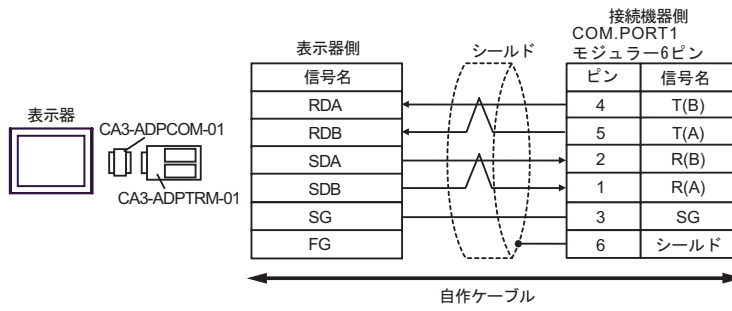 接続機器側
COM.PORT1
モジュラー6ピン
表示器側
シールド
信号名
ピン
信号名
RDA
4
T(B)
RDB
5
T(A)
SDA
2
R(B)
SDB
1
R(A)
SG
3
SG
FG
6
シールド
表示器
CA3-ADPCOM-01
CA3-ADPTRM-01
自作ケーブル